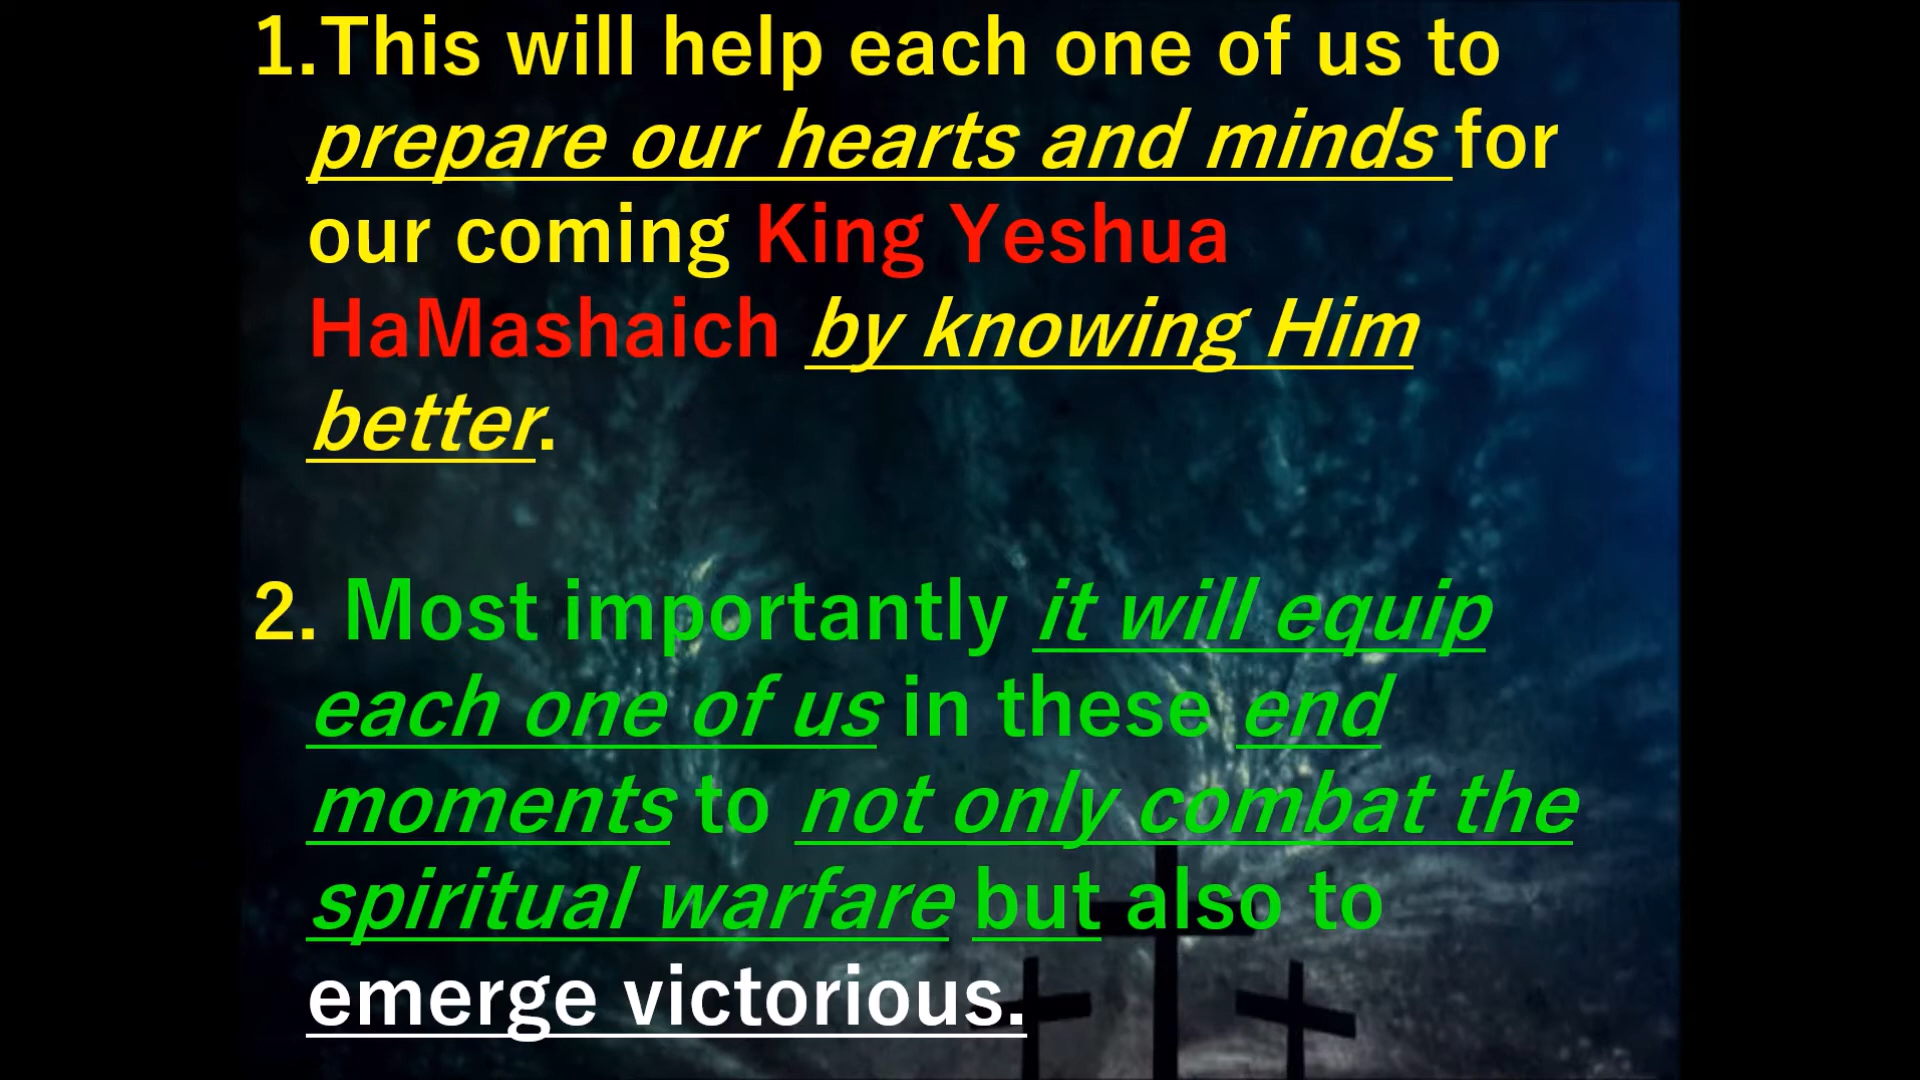 1.This will help each one of us to
prepare our hearts and minds for
our coming King Yeshua
HaMashaich by knowing Him
better.
2. Most importantly it will equip
each one of us in these end
moments to not only combat the
spiritual warfare but also to
emerge victorious.